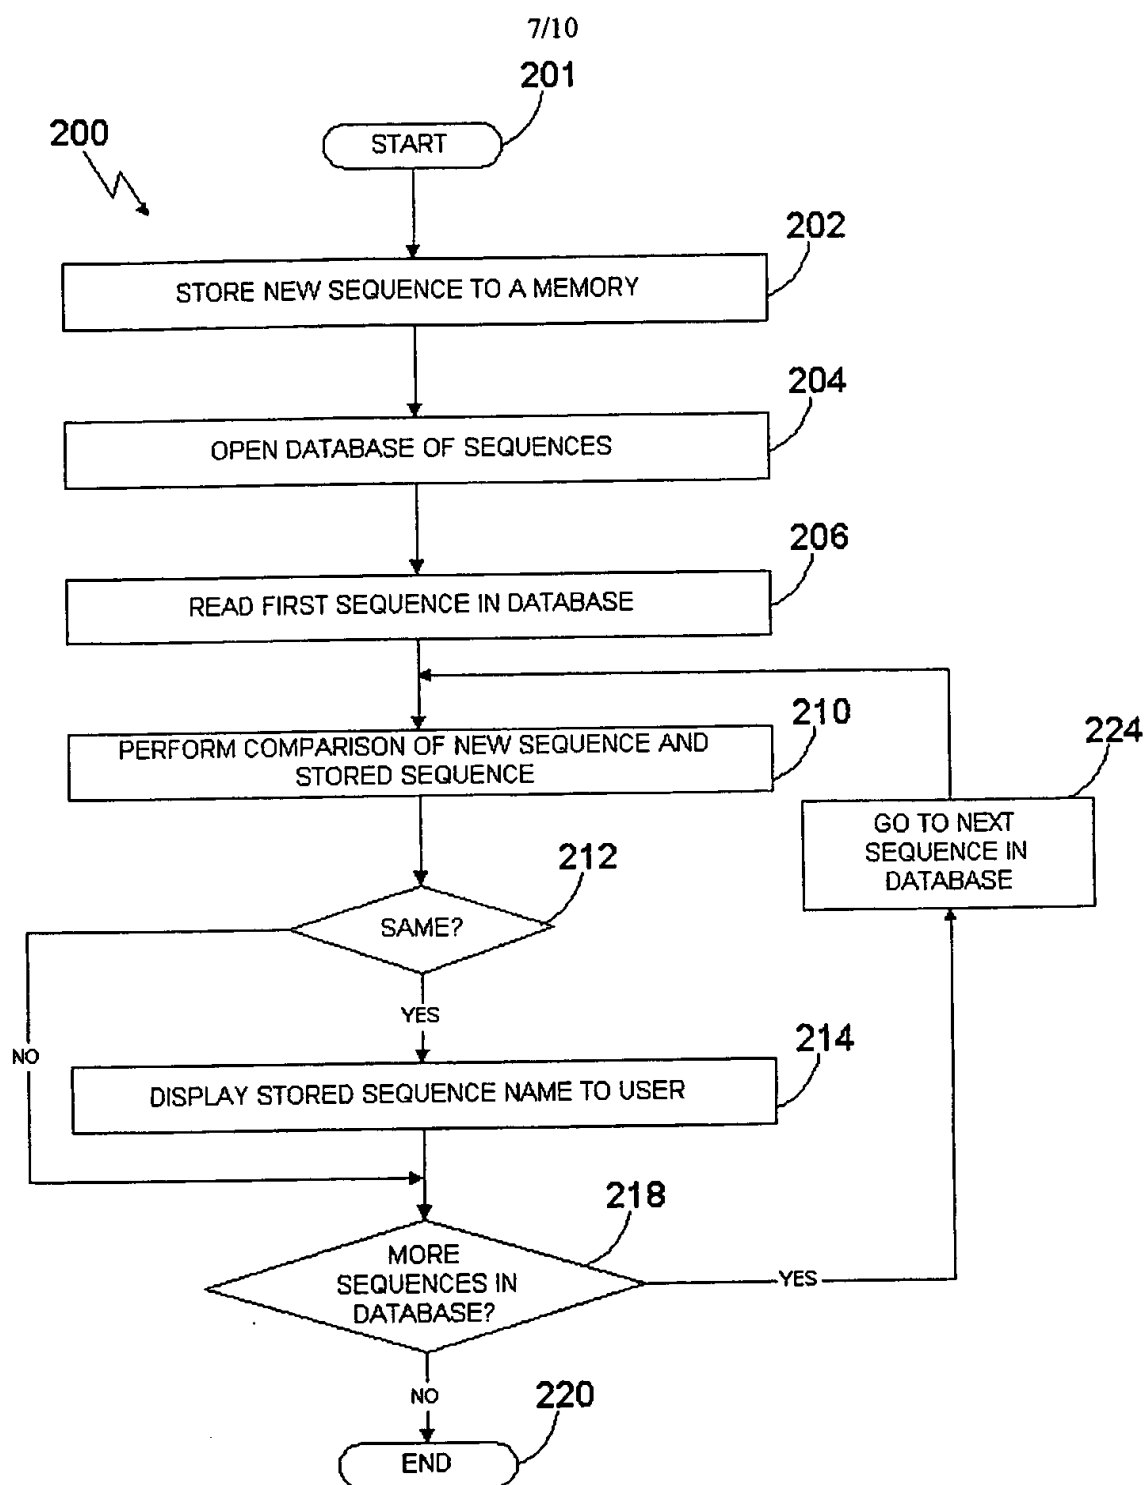 7/10
201
200
START
202
STORE NEW SEQUENCE TO A MEMORY
204
OPEN DATABASE OF SEQUENCES
206
READ FIRST SEQUENCE IN DATABASE
210
PERFORM COMPARISON OF NEW SEQUENCE AND
STORED SEQUENCE
224
GO TO NEXT
SEQUENCE IN
DATABASE
212
SAME?
YES
NO
214
DISPLAY STORED SEQUENCE NAME TO USER
218
MORE
SEQUENCES IN
DATABASE?
YES
NO
220
END